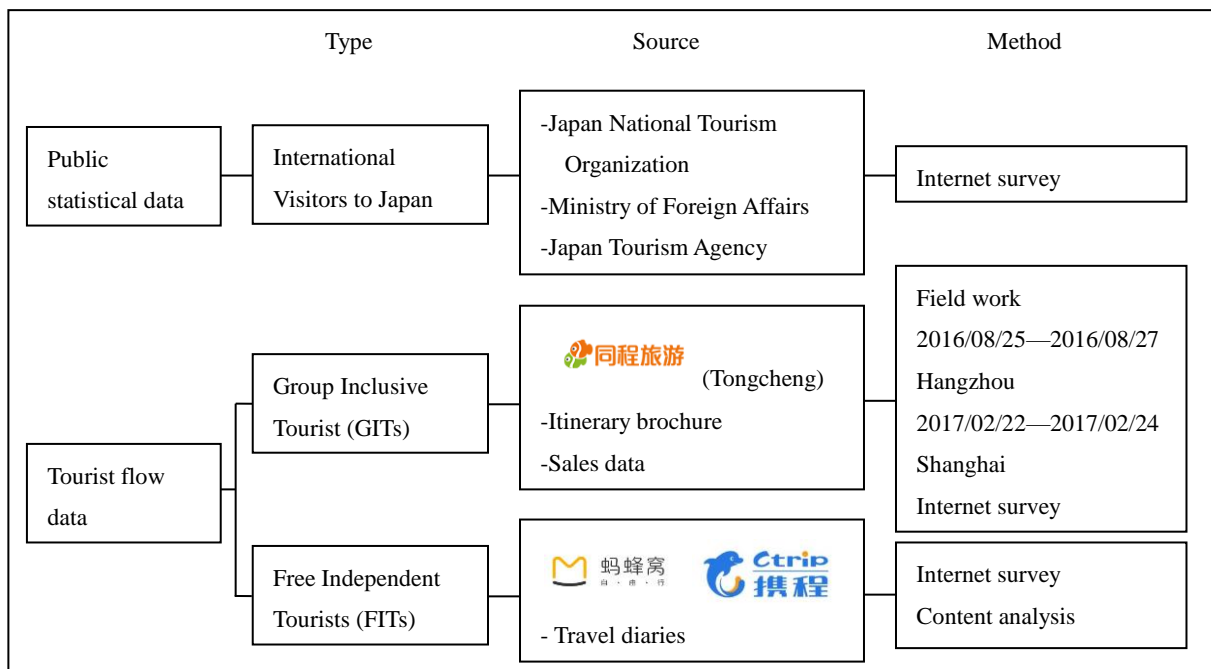 Type
Source
Method
Public
statistical data
International
Visitors to Japan
-Japan National Tourism
Organization
-Ministry of Foreign Affairs
-Japan Tourism Agency
Internet survey
Tourist flow
data
Group Inclusive
Tourist (GITs)
同程旅游 (Tongcheng)
-Itinerary brochure
-Sales data
Field work
2016/08/25—2016/08/27
Hangzhou
2017/02/22—2017/02/24
Shanghai
Internet survey
Free Independent
Tourists (FITs)
蚂蜂窝
自·由·行
Ctrip
携程
- Travel diaries
Internet survey
Content analysis